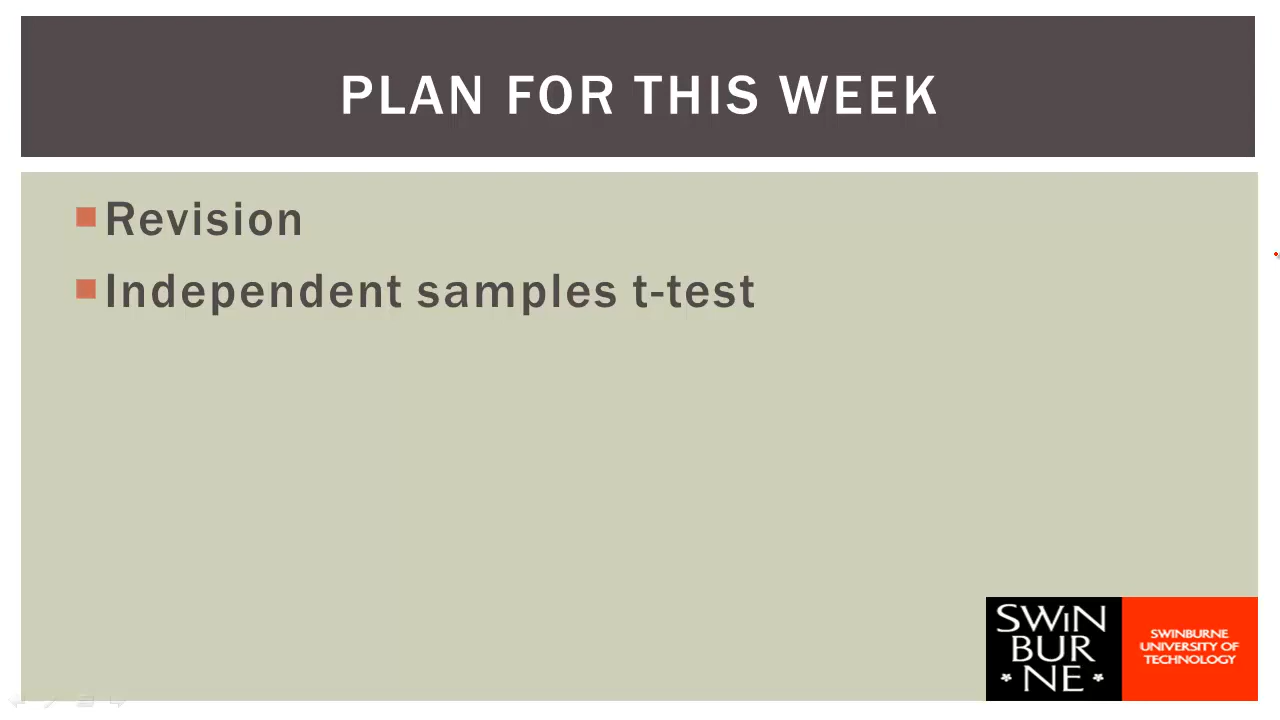 PLAN FOR THIS WEEK
Revision
Independent samples t-test
SWIN
BUR
NE
SWINBURNE
UNIVERSITY OF
TECHNOLOGY